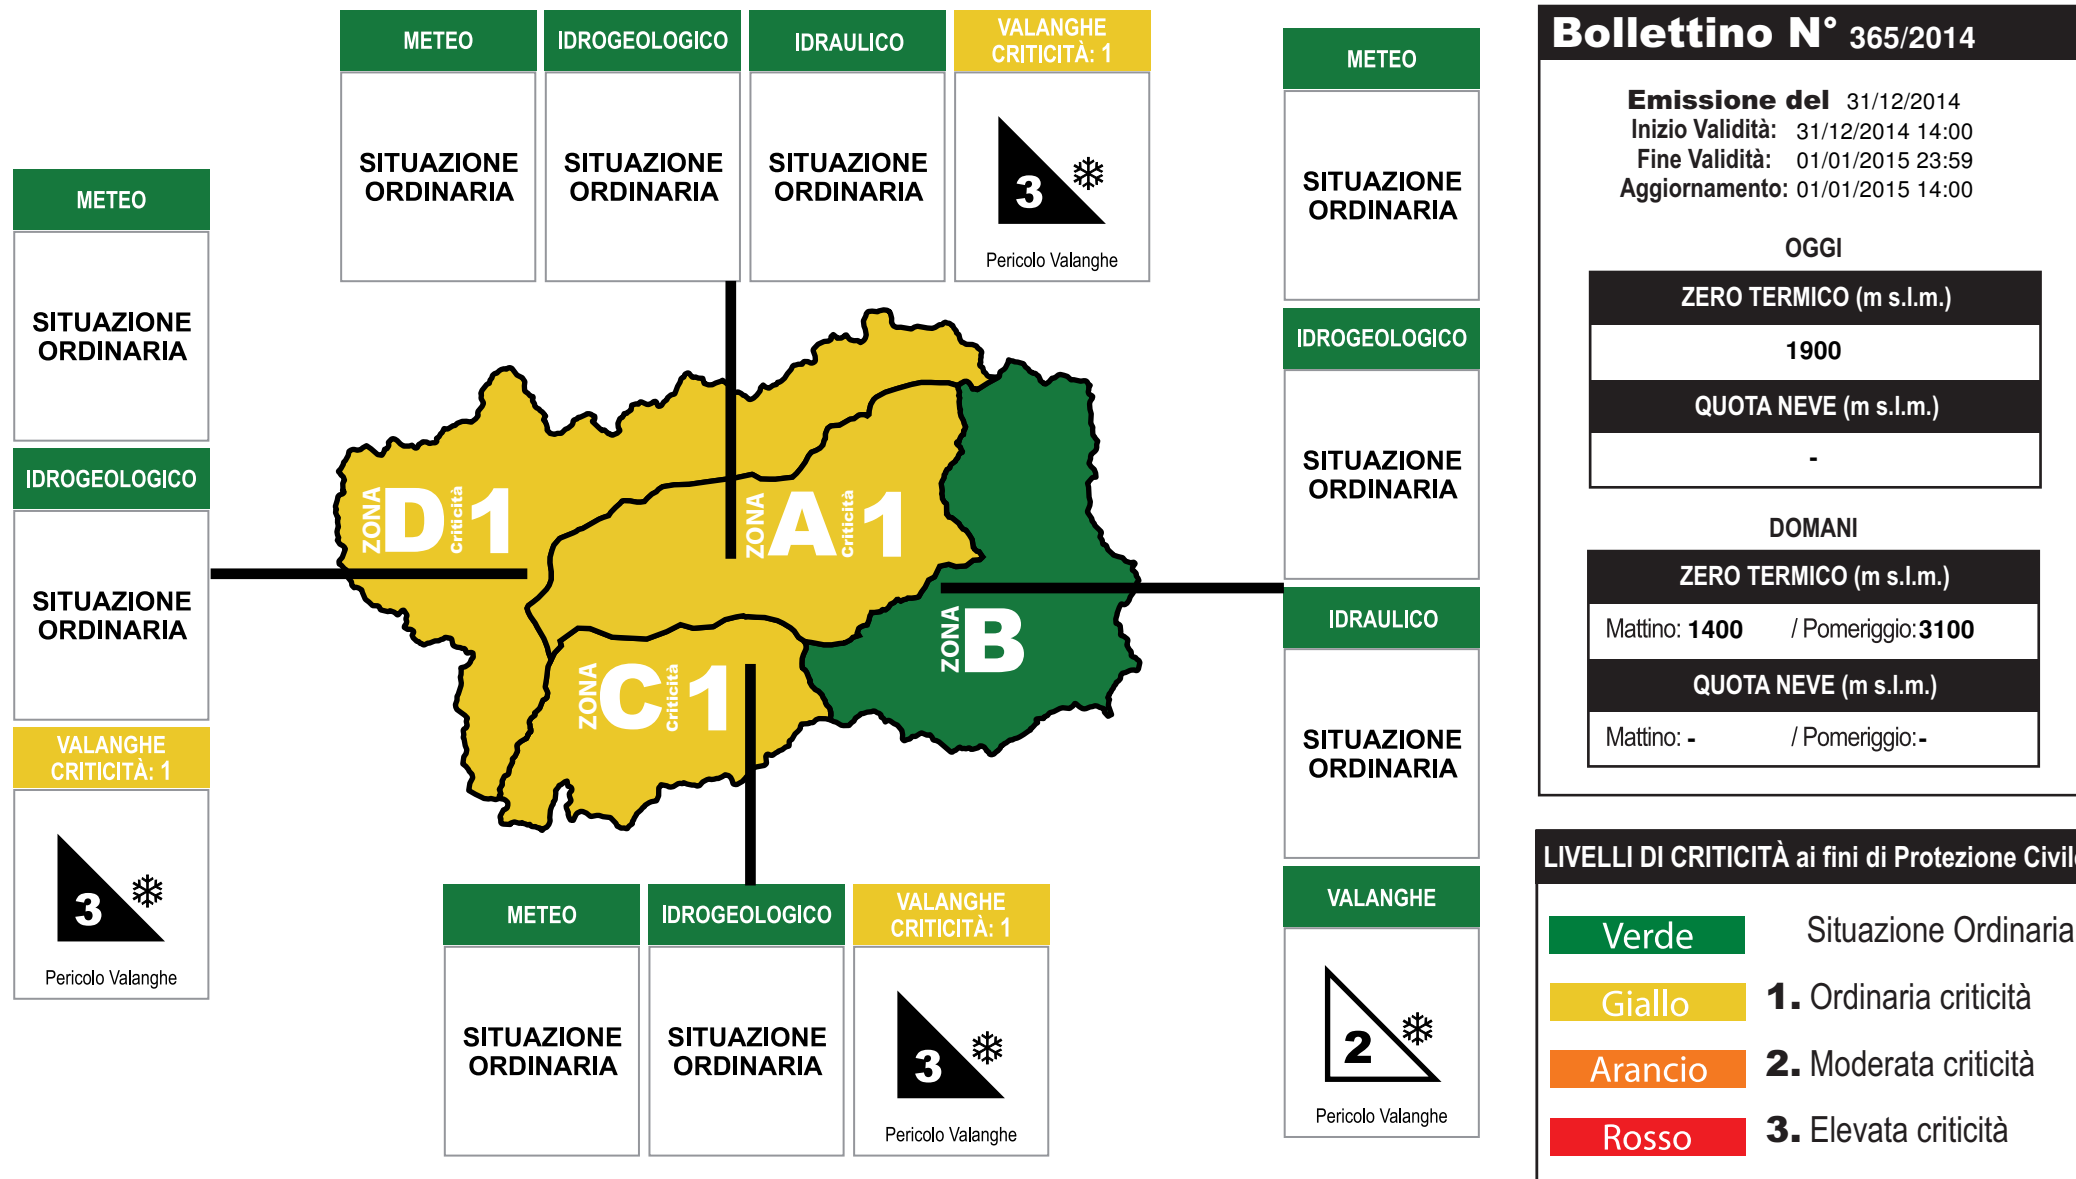 METEO
SITUAZIONE
ORDINARIA
IDROGEOLOGICO
SITUAZIONE
ORDINARIA
IDRAULICO
SITUAZIONE
ORDINARIA
VALANGHE
CRITICITÀ: 1
3
Pericolo Valanghe
METEO
SITUAZIONE
ORDINARIA
IDROGEOLOGICO
SITUAZIONE
ORDINARIA
VALANGHE
CRITICITÀ: 1
3
Pericolo Valanghe
ZONA D Criticità 1
ZONA A Criticità 1
ZONA B
ZONA C Criticità 1
METEO
SITUAZIONE
ORDINARIA
IDROGEOLOGICO
SITUAZIONE
ORDINARIA
VALANGHE
CRITICITÀ: 1
3
Pericolo Valanghe
METEO
SITUAZIONE
ORDINARIA
IDROGEOLOGICO
SITUAZIONE
ORDINARIA
IDRAULICO
SITUAZIONE
ORDINARIA
VALANGHE
2
Pericolo Valanghe
Bollettino N° 365/2014
Emissione del 31/12/2014
Inizio Validità: 31/12/2014 14:00
Fine Validità: 01/01/2015 23:59
Aggiornamento: 01/01/2015 14:00
OGGI
ZERO TERMICO (m s.l.m.)
1900
QUOTA NEVE (m s.l.m.)
-
DOMANI
ZERO TERMICO (m s.l.m.)
Mattino: 1400 / Pomeriggio: 3100
QUOTA NEVE (m s.l.m.)
Mattino: - / Pomeriggio: -
LIVELLI DI CRITICITÀ ai fini di Protezione Civile
Verde Situazione Ordinaria
Giallo 1. Ordinaria criticità
Arancio 2. Moderata criticità
Rosso 3. Elevata criticità